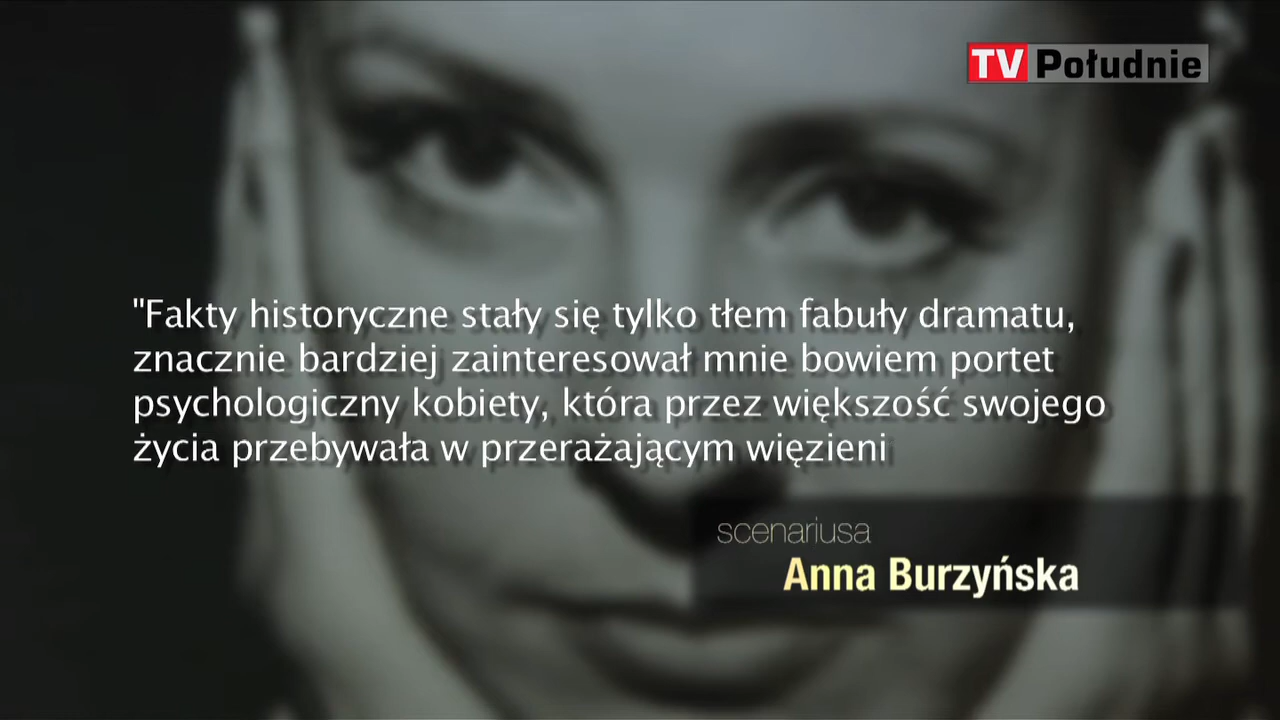 TV Południe
"Fakty historyczne stały się tylko tłem fabuły dramatu,
znacznie bardziej zainteresował mnie bowiem portet
psychologiczny kobiety, która przez większość swojego
życia przebywała w przerażającym więzieni
scenariusa
Anna Burzyńska